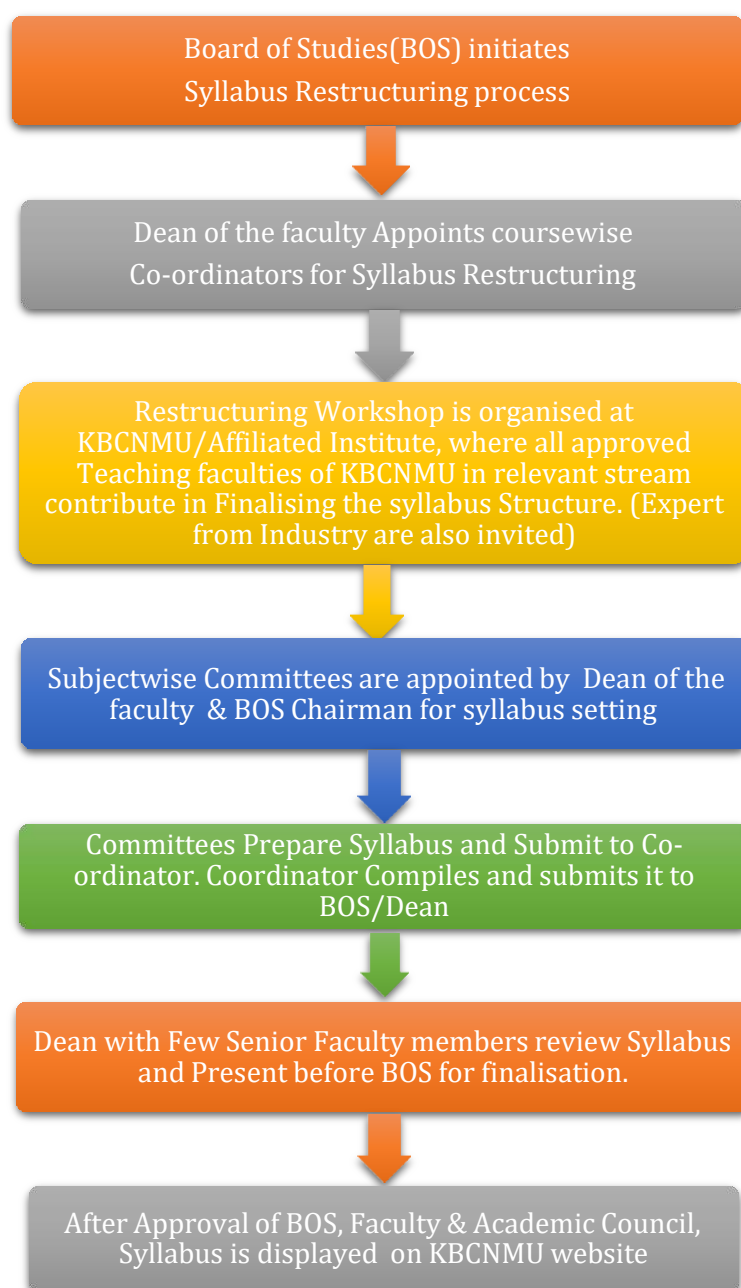 Board of Studies(BOS) initiates
Syllabus Restructuring process
Dean of the faculty Appoints coursewise
Co-ordinators for Syllabus Restructuring
Restructuring Workshop is organised at
KBCNMU/Affiliated Institute, where all approved
Teaching faculties of KBCNMU in relevant stream
contribute in Finalising the syllabus Structure. (Expert
from Industry are also invited)
Subjectwise Committees are appointed by Dean of the
faculty & BOS Chairman for syllabus setting
Committees Prepare Syllabus and Submit to Co-
ordinator. Coordinator Compiles and submits it to
BOS/Dean
Dean with Few Senior Faculty members review Syllabus
and Present before BOS for finalisation.
After Approval of BOS, Faculty & Academic Council,
Syllabus is displayed on KBCNMU website